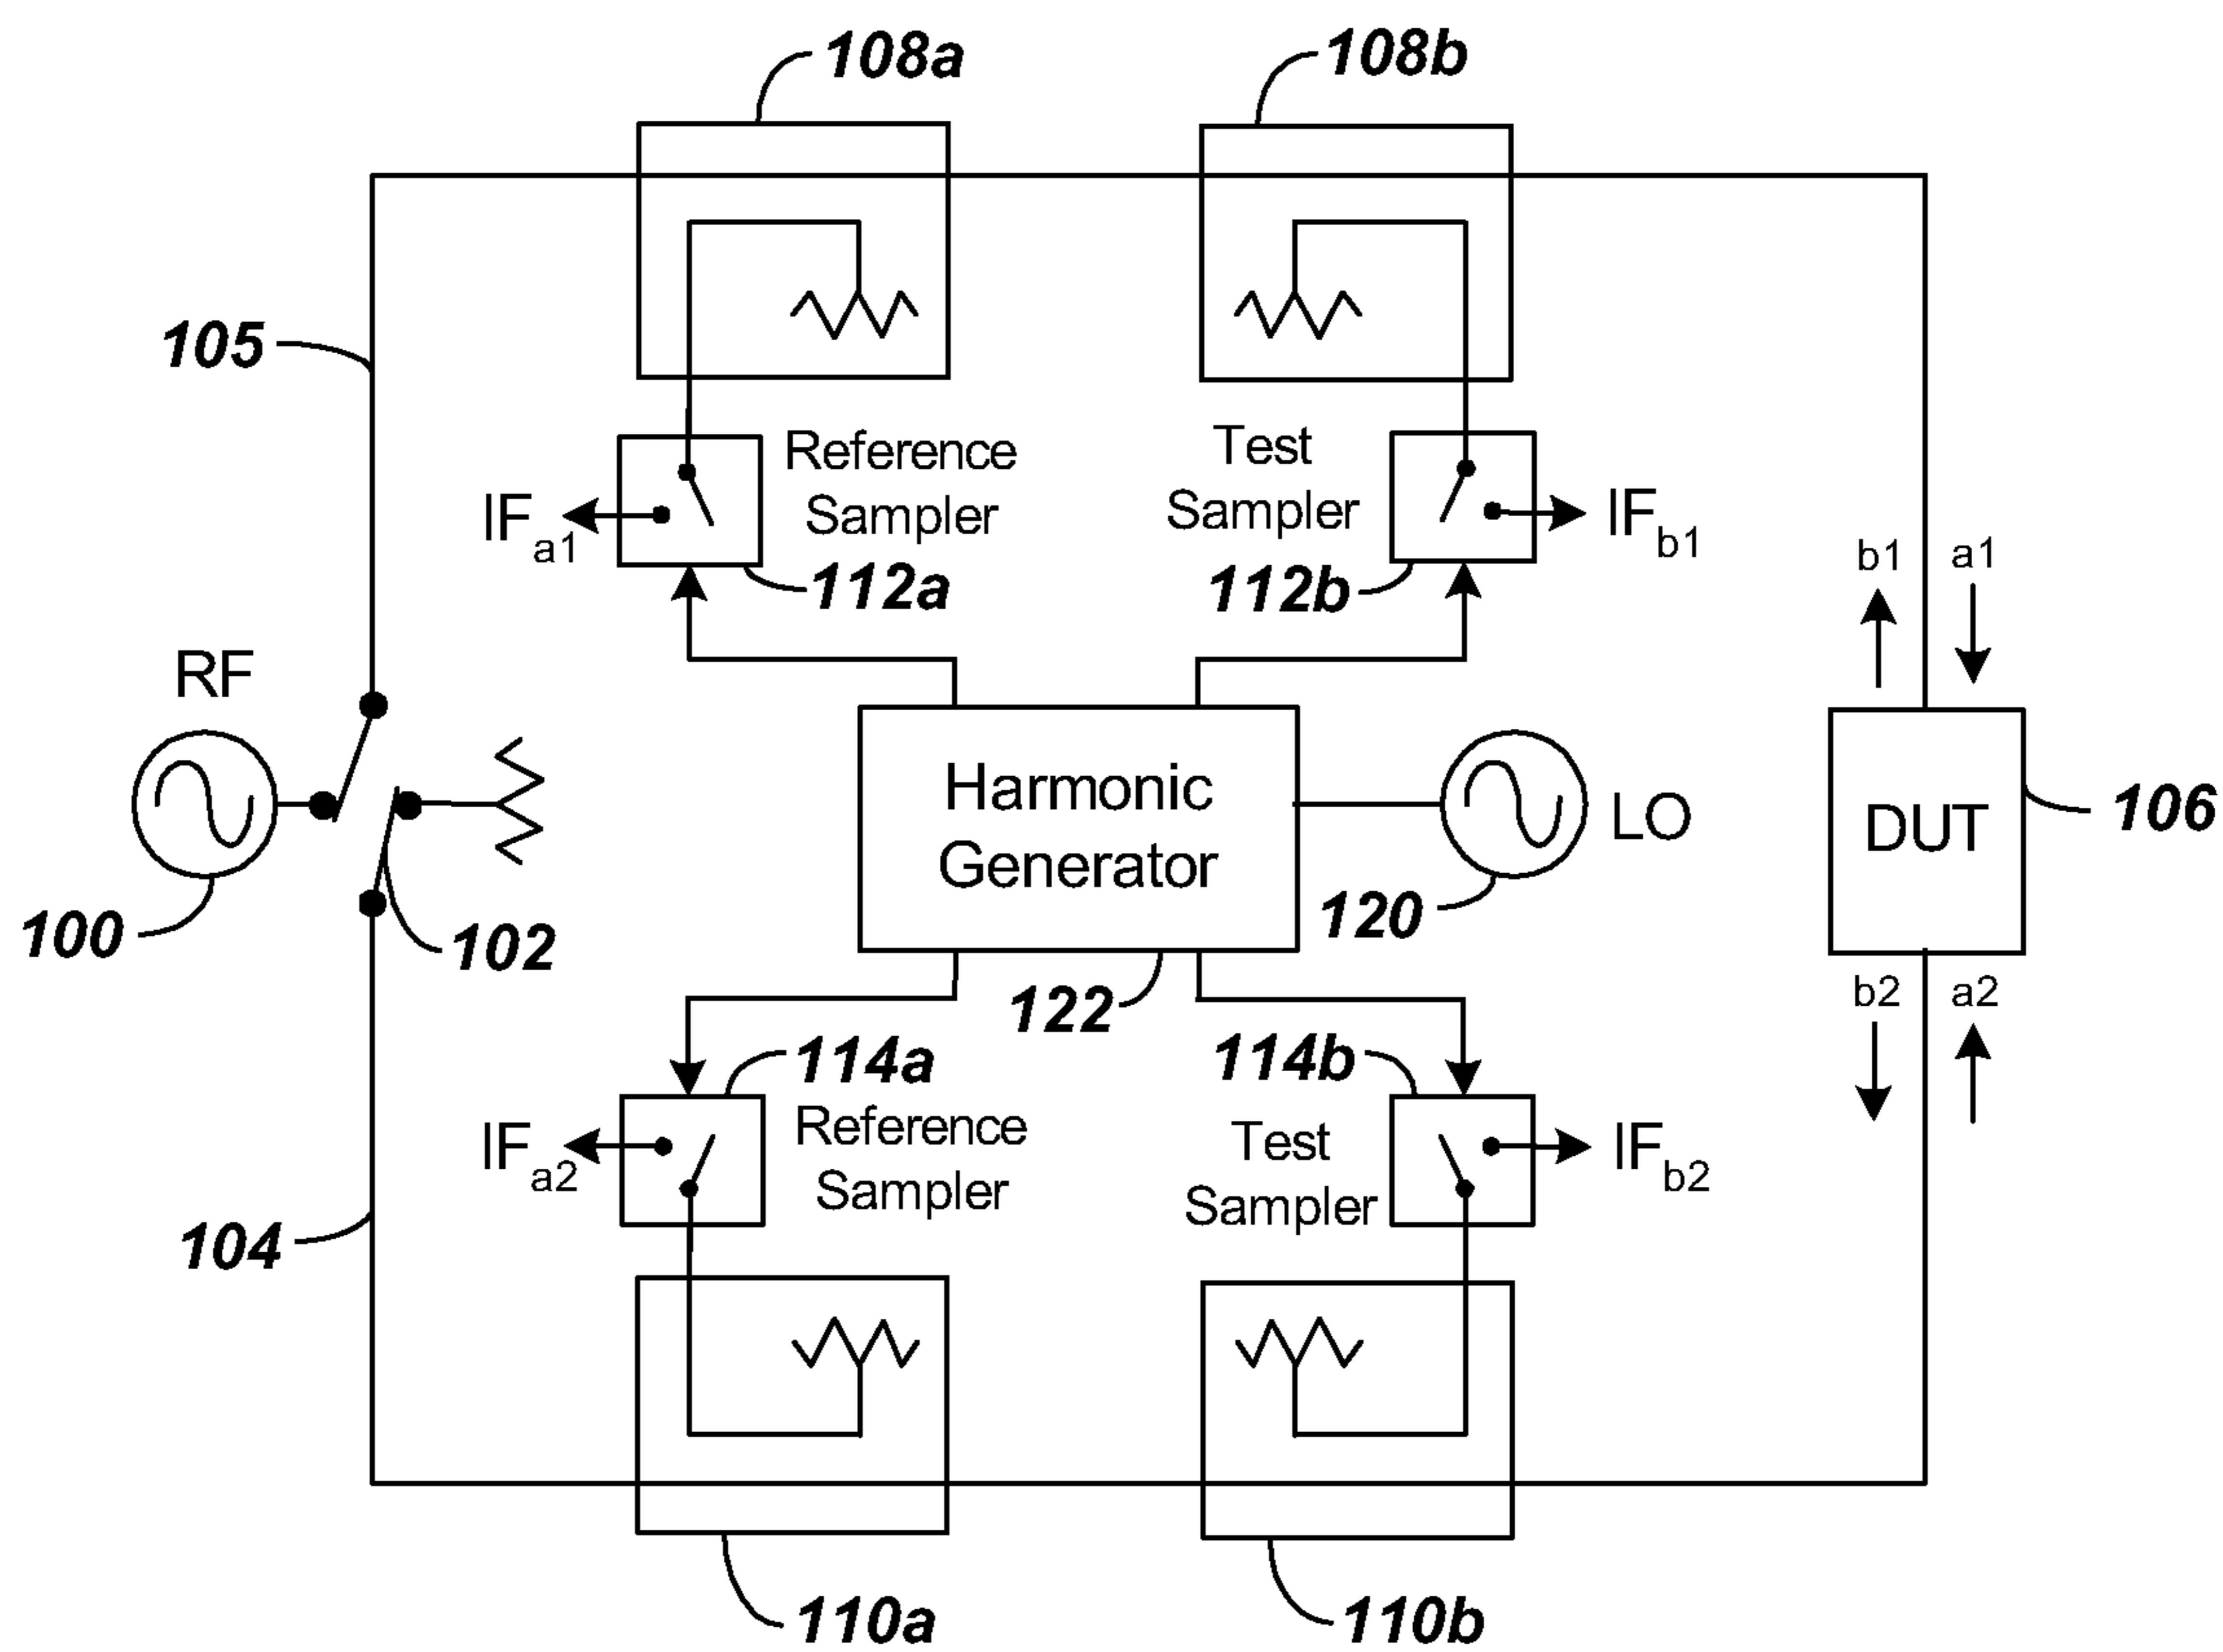 108a
108b
105
Reference
Sampler
Test
Sampler
IFa1
IFb1
112a
112b
b1
a1
RF
Harmonic
Generator
LO
DUT
106
100
102
120
122
b2
a2
114a
114b
IFa2
Reference
Sampler
Test
Sampler
IFb2
104
110a
110b